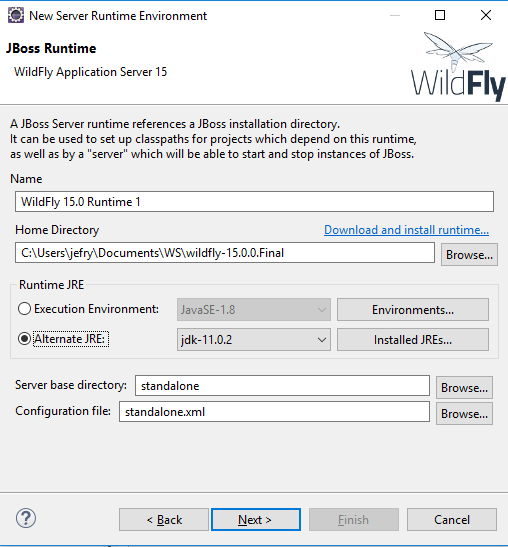 New Server Runtime Environment
JBoss Runtime
WildFly Application Server 15
WildFly
A JBoss Server runtime references a JBoss installation directory.
It can be used to set up classpaths for projects which depend on this runtime,
as well as by a "server" which will be able to start and stop instances of JBoss.
Name
WildFly 15.0 Runtime 1
Home Directory Download and install runtime...
C:\Users\jefry\Documents\WS\wildfly-15.0.0.Final Browse...
Runtime JRE
Execution Environment: JavaSE-1.8 Environments...
Alternate JRE: jdk-11.0.2 Installed JREs...
Server base directory: standalone Browse...
Configuration file: standalone.xml Browse...
? < Back Next > Finish Cancel